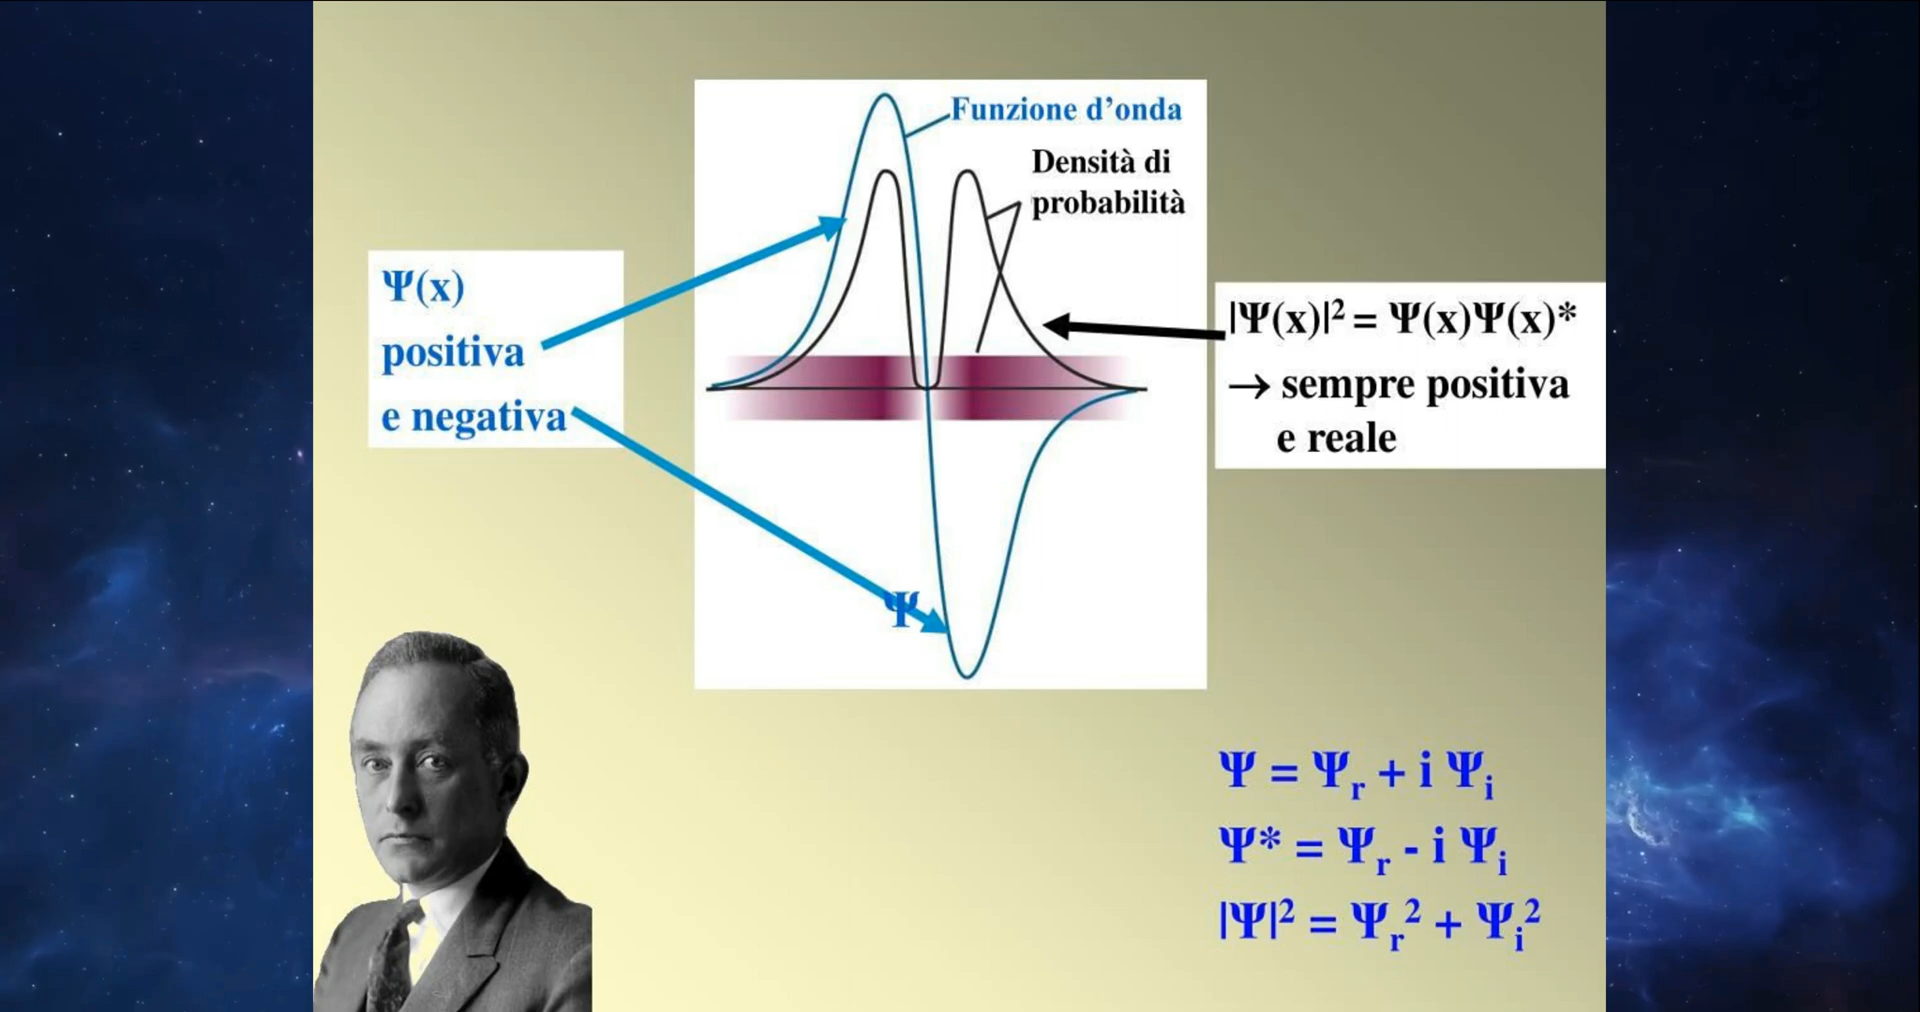 Funzione d’onda
Densità di
probabilità
Ψ(x)
positiva
e negativa
|Ψ(x)|² = Ψ(x)Ψ(x)*
→ sempre positiva
e reale
Ψ
Ψ = Ψᵣ + i Ψᵢ
Ψ* = Ψᵣ - i Ψᵢ
|Ψ|² = Ψᵣ² + Ψᵢ²